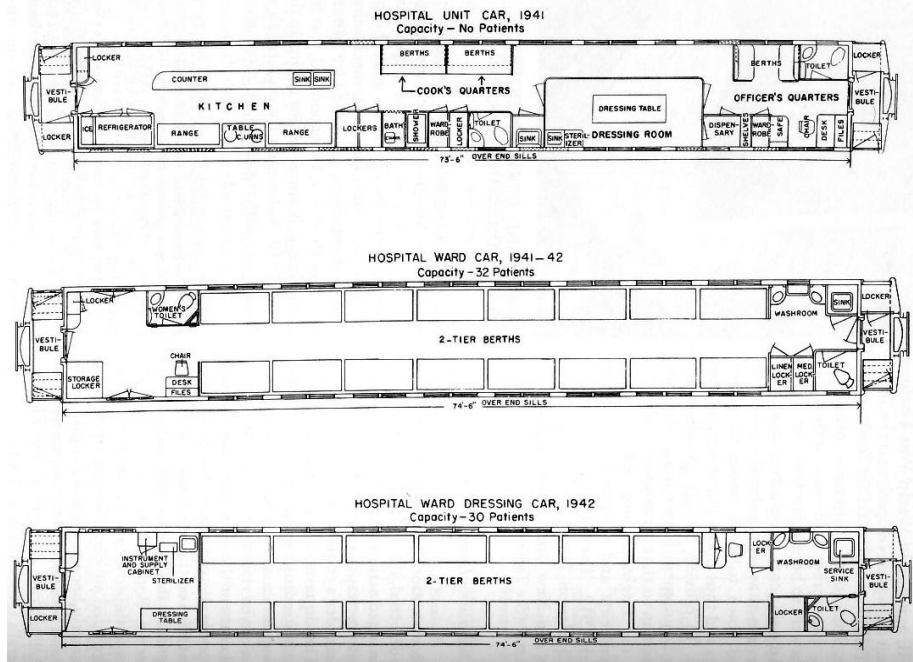 HOSPITAL UNIT CAR, 1941
Capacity - No Patients
LOCKER
BERTHS
BERTHS
BERTHS
TOILET
VESTI-
BULE
COUNTER
SINK SINK
COOK'S QUARTERS
KITCHEN
DRESSING TABLE
OFFICER'S QUARTERS
VESTI-
BULE
LOCKER
ICE
REFRIGERATOR
RANGE
TABLE
C. URNS
RANGE
LOCKERS
BATH
SHOWER
WARD
ROBE
LOCKER
TOILET
SINK
SINK
STERIL-
IZER
DRESSING ROOM
DISPEN-
SARY
SHELVES
WARD
ROBE
SAFE
CHAIR
DESK
FILES
LOCKER
73'-6" OVER END SILLS
HOSPITAL WARD CAR, 1941-42
Capacity - 32 Patients
LOCKER
WOMEN'S
TOILET
WASHROOM
SINK
LOCKER
VESTI-
BULE
2-TIER BERTHS
VESTI-
BULE
STORAGE
LOCKER
CHAIR
DESK
FILES
LINEN
LOCK
ER
MED.
LOCK
ER
TOILET
74'-6" OVER END SILLS
HOSPITAL WARD DRESSING CAR, 1942
Capacity - 30 Patients
INSTRUMENT
AND SUPPLY
CABINET
STERILIZER
LOCK
ER
WASHROOM
SERVICE
SINK
VESTI-
BULE
2-TIER BERTHS
VESTI-
BULE
LOCKER
DRESSING
TABLE
LOCKER
TOILET
74'-6" OVER END SILLS